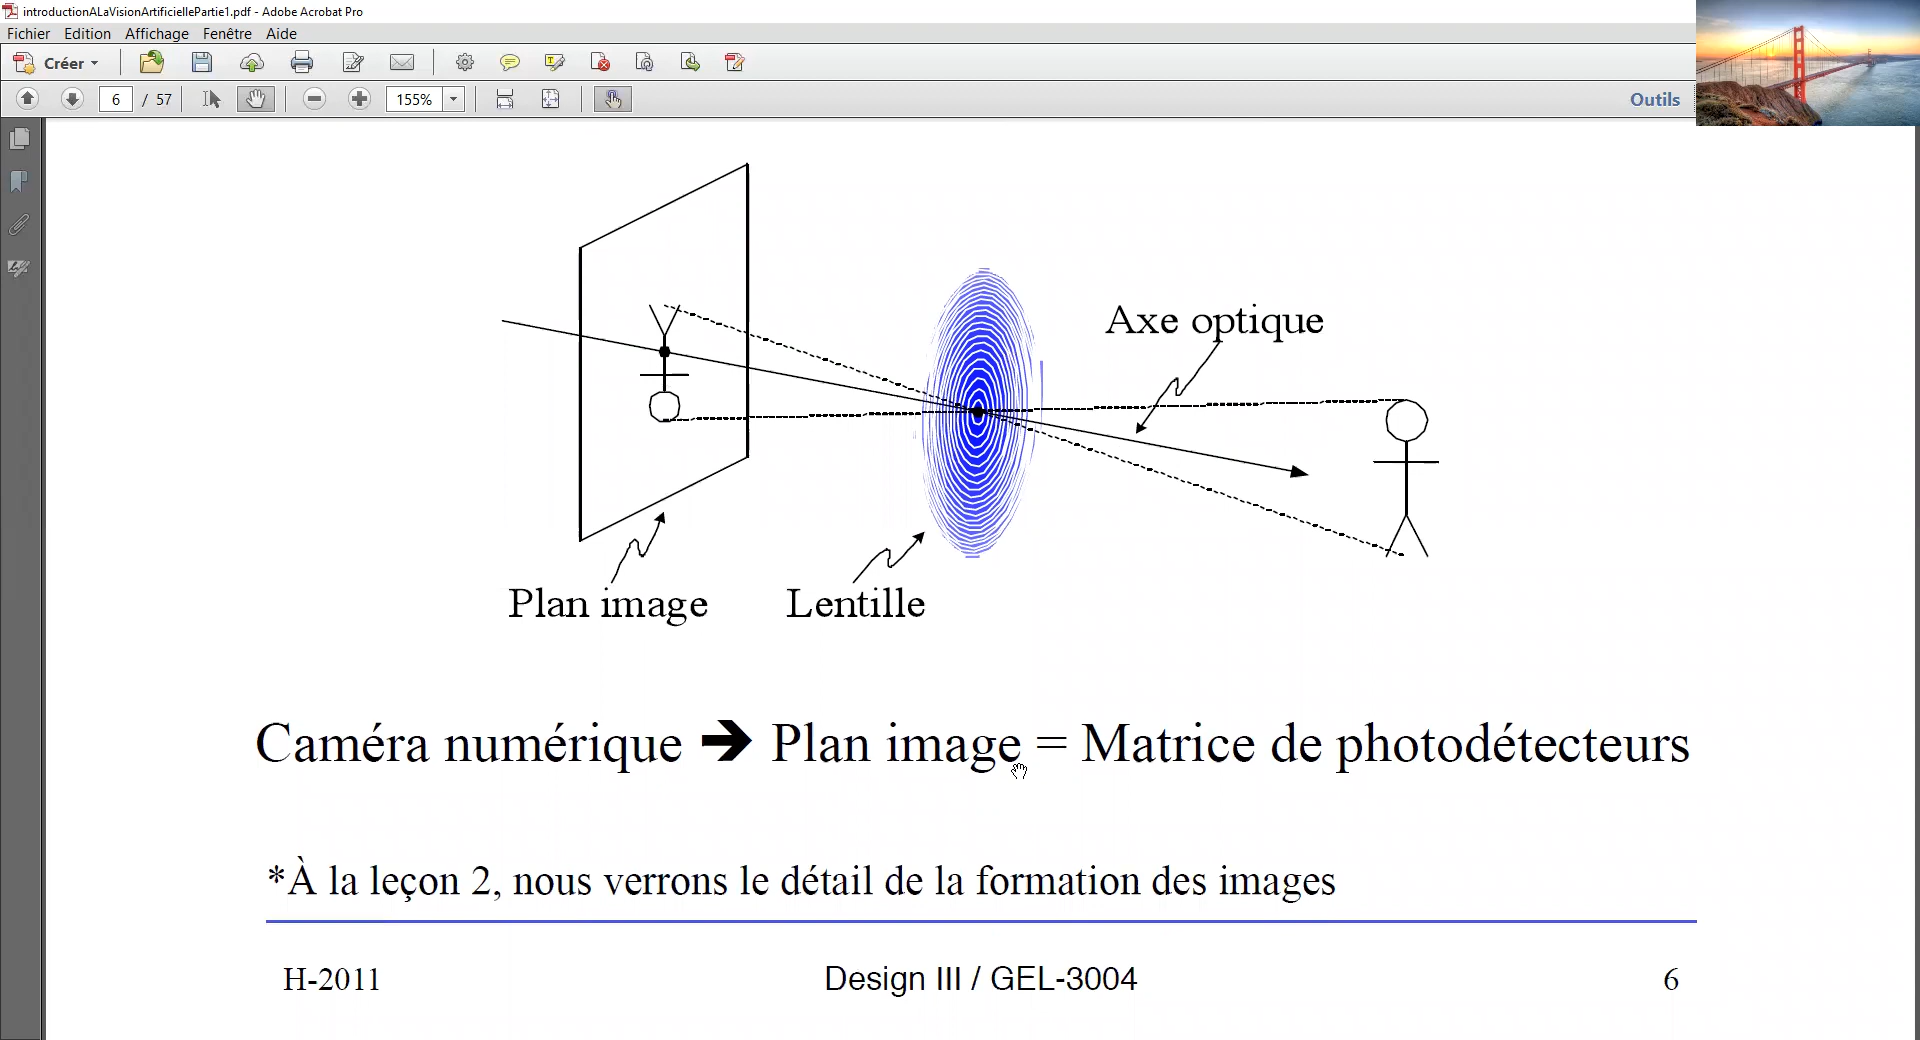 introductionALaVisionArtificiellePartie1.pdf - Adobe Acrobat Pro
Fichier Edition Affichage Fenêtre Aide
Créer
6 / 57 155% Outils
Axe optique
Plan image Lentille
Caméra numérique ➔ Plan image = Matrice de photodétecteurs
*À la leçon 2, nous verrons le détail de la formation des images
H-2011 Design III / GEL-3004 6